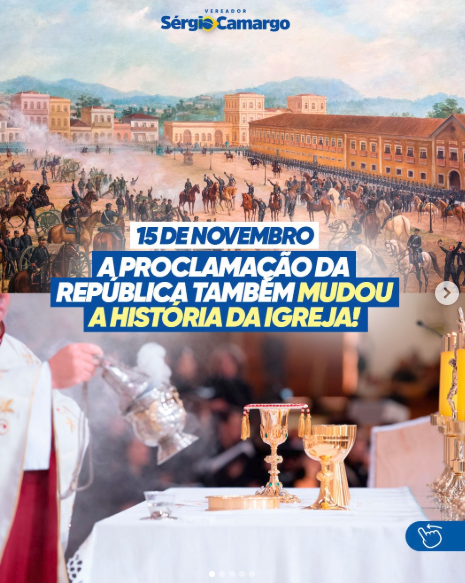 VEREADOR
Sérgio Camargo
15 DE NOVEMBRO
A PROCLAMAÇÃO DA
REPÚBLICA TAMBÉM MUDOU
A HISTÓRIA DA IGREJA!